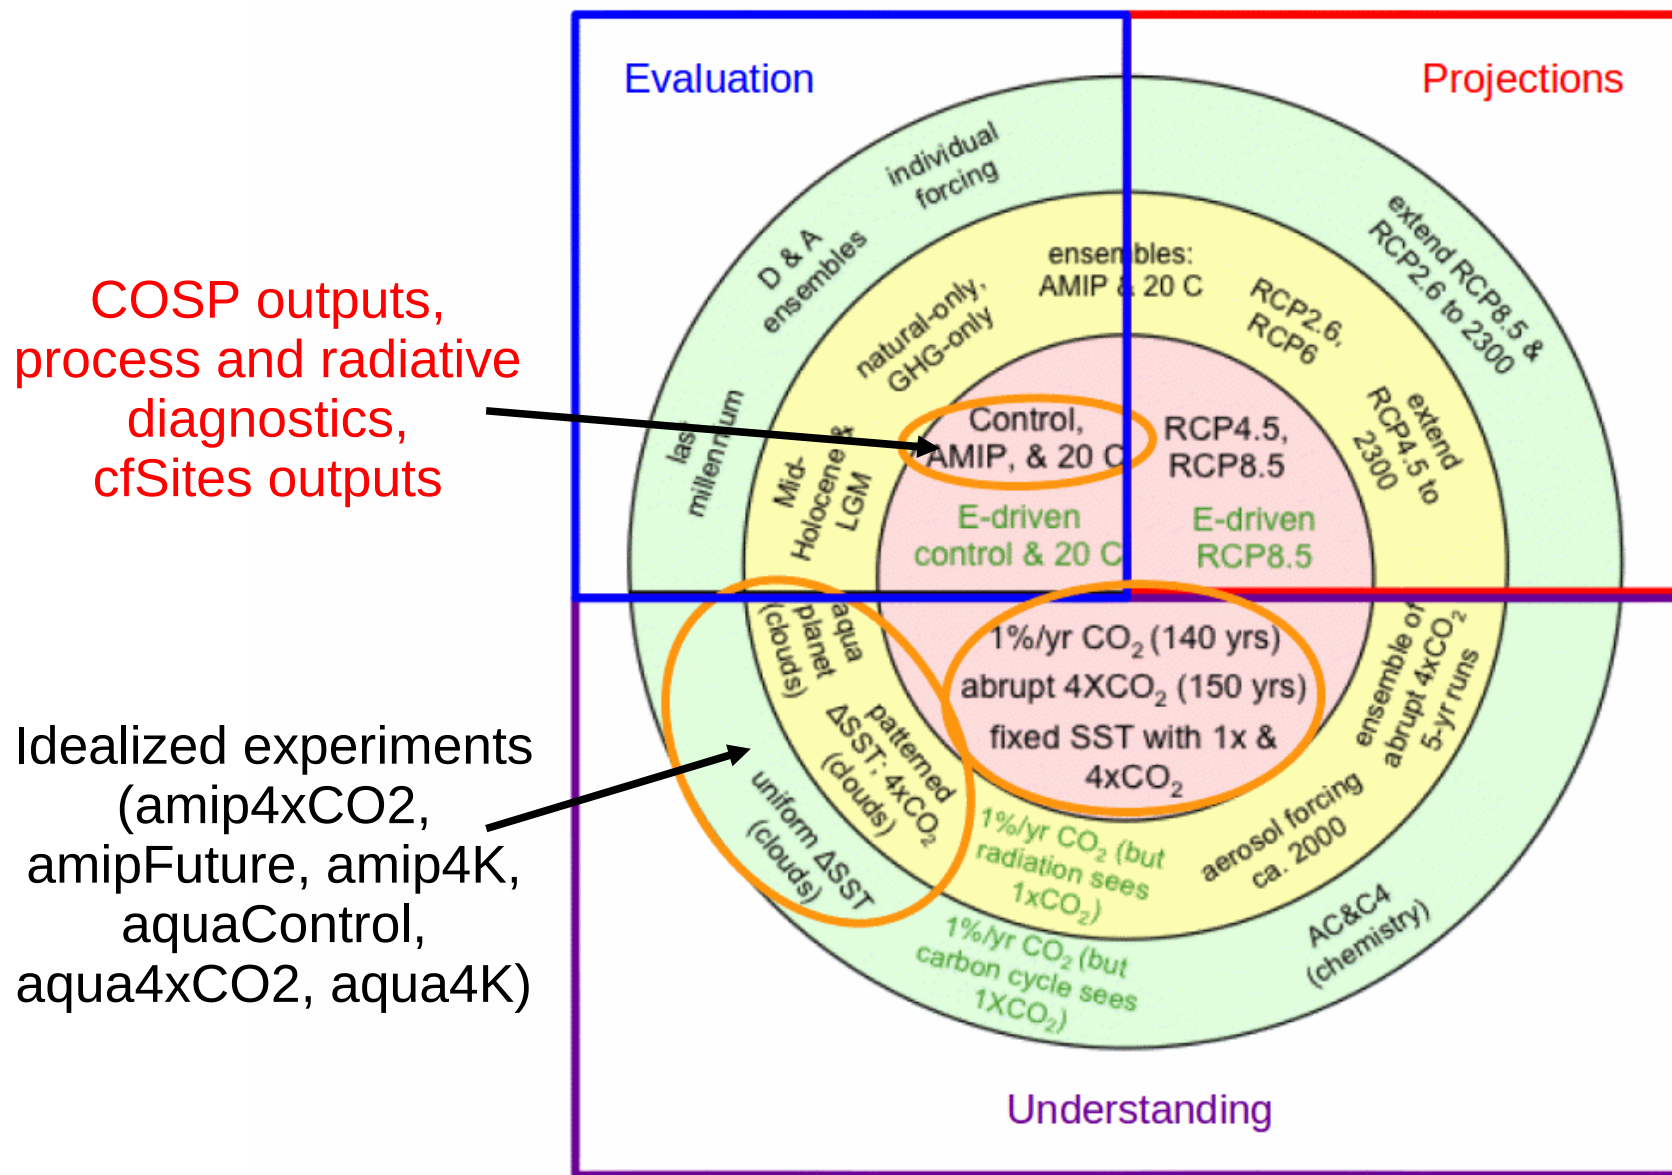 Evaluation
Projections
individual
forcing
D & A
ensembles
last
millennium
extend RCP8.5 &
RCP2.6 to 2300
ensembles:
AMIP & 20 C
natural-only,
GHG-only
Mid-
Holocene &
LGM
RCP2.6,
RCP6
extend
RCP4.5 to
2300
Control,
AMIP, & 20 C
E-driven
control & 20 C
RCP4.5,
RCP8.5
E-driven
RCP8.5
COSP outputs,
process and radiative
diagnostics,
cfSites outputs
Idealized experiments
(amip4xCO2,
amipFuture, amip4K,
aquaControl,
aqua4xCO2, aqua4K)
aqua
planet
(clouds)
patterned
ΔSST; 4xCO₂
(clouds)
uniform ΔSST
(clouds)
1%/yr CO₂ (140 yrs)
abrupt 4XCO₂ (150 yrs)
fixed SST with 1x &
4xCO₂
ensemble of
abrupt 4xCO₂
5-yr runs
aerosol forcing
ca. 2000
1%/yr CO₂ (but
radiation sees
1xCO₂)
1%/yr CO₂ (but
carbon cycle sees
1XCO₂)
AC&C4
(chemistry)
Understanding